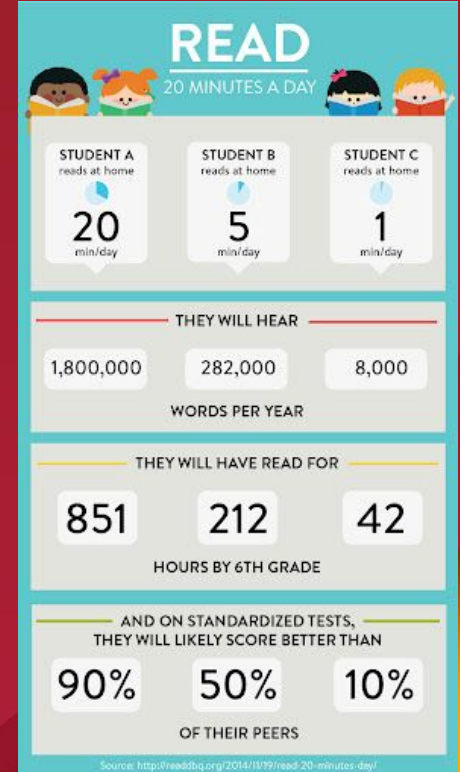 READ
20 MINUTES A DAY
STUDENT A
reads at home
20
min/day
STUDENT B
reads at home
5
min/day
STUDENT C
reads at home
1
min/day
THEY WILL HEAR
1,800,000 282,000 8,000
WORDS PER YEAR
THEY WILL HAVE READ FOR
851 212 42
HOURS BY 6TH GRADE
AND ON STANDARDIZED TESTS,
THEY WILL LIKELY SCORE BETTER THAN
90% 50% 10%
OF THEIR PEERS
Source: http://readdbq.org/2014/11/19/read-20-minutes-day/